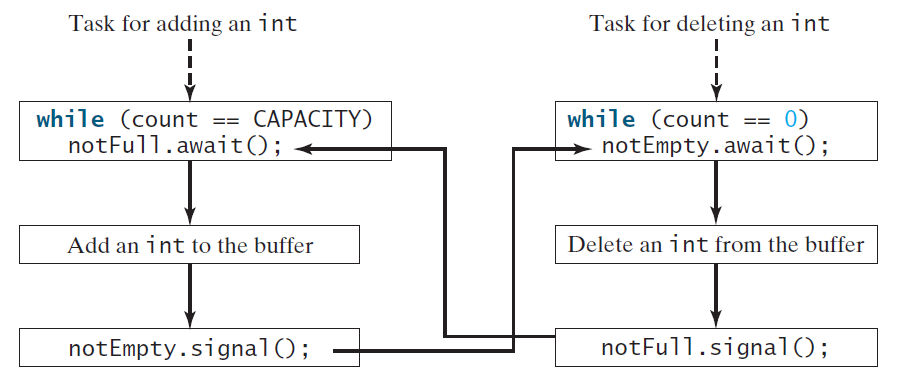 Task for adding an int
while (count == CAPACITY)
notFull.await();
Add an int to the buffer
notEmpty.signal();
Task for deleting an int
while (count == 0)
notEmpty.await();
Delete an int from the buffer
notFull.signal();